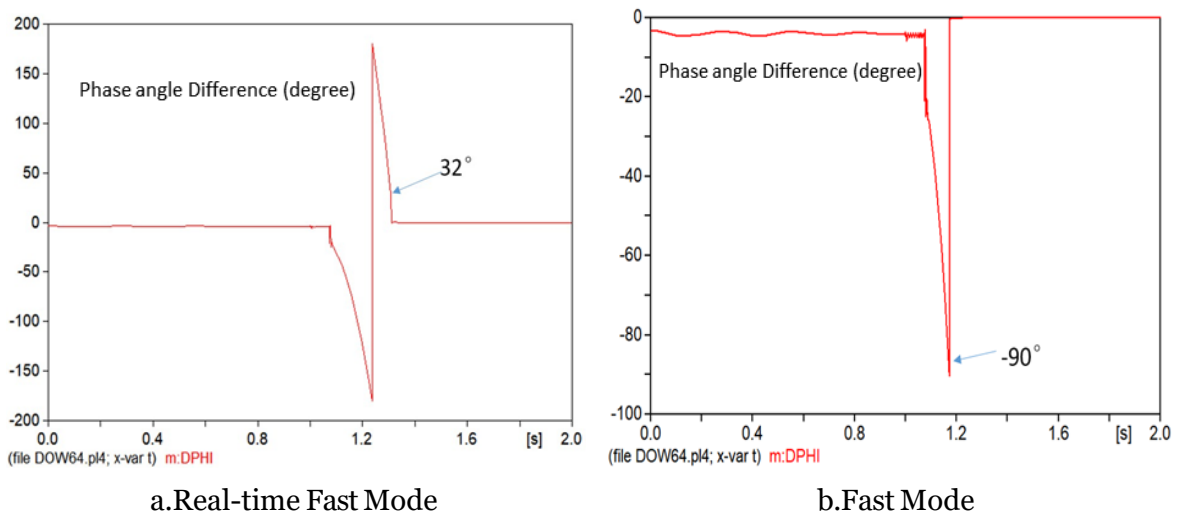 200
150
100
50
0
-50
-100
-150
-200
Phase angle Difference (degree)
32°
0.0 0.4 0.8 1.2 1.6 [s] 2.0
(file DOW64.pl4; x-var t) m:DPHI
a.Real-time Fast Mode
0
-20
-40
-60
-80
-100
Phase angle Difference (degree)
-90°
0.0 0.4 0.8 1.2 1.6 [s] 2.0
(file DOW64.pl4; x-var t) m:DPHI
b.Fast Mode